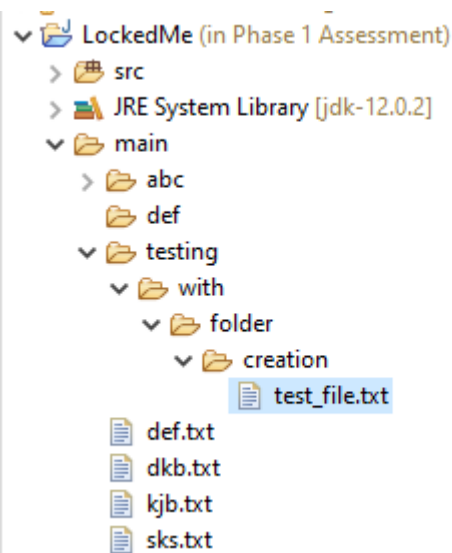 LockedMe (in Phase 1 Assessment)
src
JRE System Library [jdk-12.0.2]
main
abc
def
testing
with
folder
creation
test_file.txt
def.txt
dkb.txt
kjb.txt
sks.txt